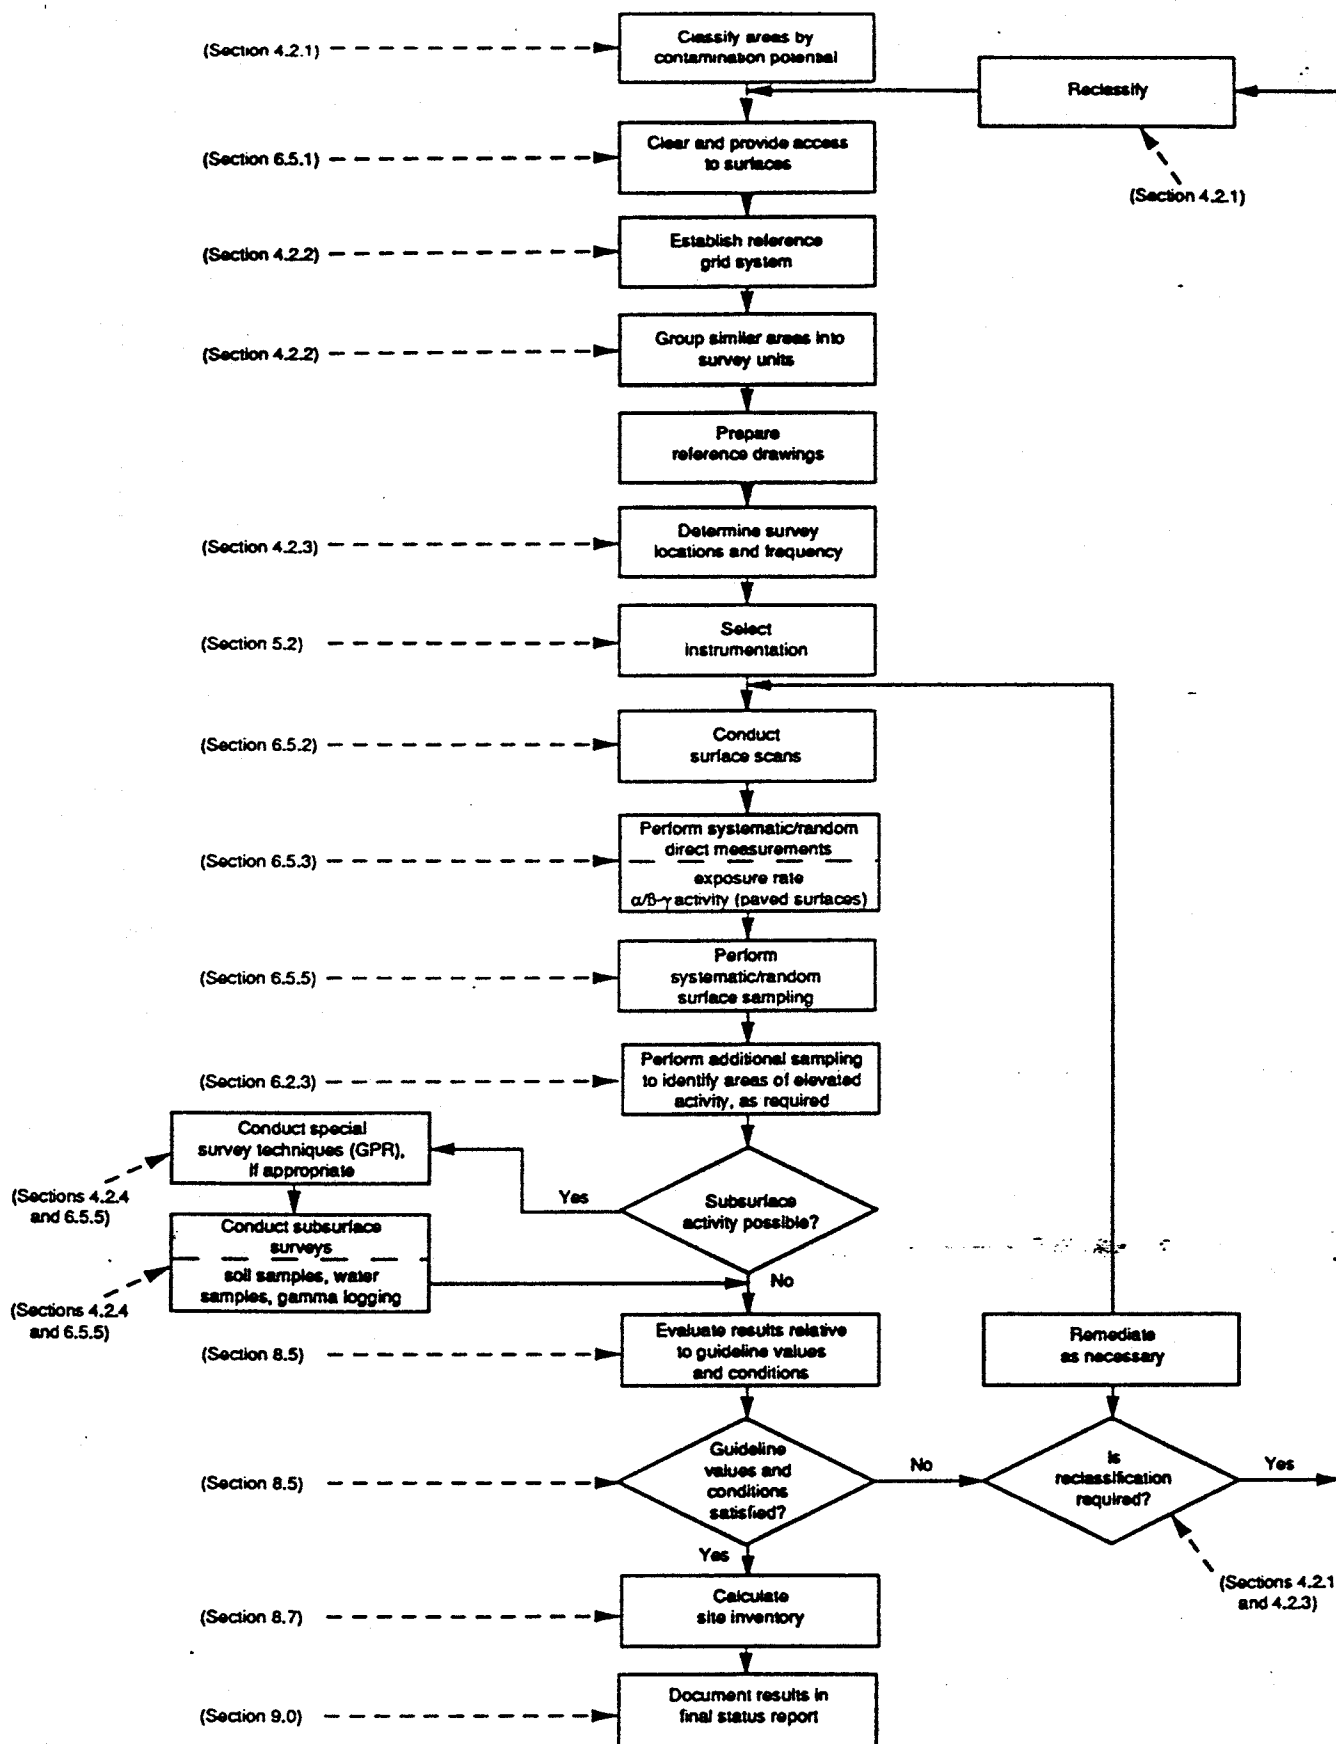 (Section 4.2.1)
Classify areas by
contamination potential
Reclassify
(Section 4.2.1)
(Section 6.5.1)
Clear and provide access
to surfaces
(Section 4.2.2)
Establish reference
grid system
(Section 4.2.2)
Group similar areas into
survey units
Prepare
reference drawings
(Section 4.2.3)
Determine survey
locations and frequency
(Section 5.2)
Select
instrumentation
(Section 6.5.2)
Conduct
surface scans
(Section 6.5.3)
Perform systematic/random
direct measurements
exposure rate
α/β-γ activity (paved surfaces)
(Section 6.5.5)
Perform
systematic/random
surface sampling
(Section 6.2.3)
Perform additional sampling
to identify areas of elevated
activity, as required
Conduct special
survey techniques (GPR),
if appropriate
(Sections 4.2.4
and 6.5.5)
Yes
Subsurface
activity possible?
Conduct subsurface
surveys
soil samples, water
samples, gamma logging
(Sections 4.2.4
and 6.5.5)
No
(Section 8.5)
Evaluate results relative
to guideline values
and conditions
Remediate
as necessary
(Section 8.5)
Guideline
values and
conditions
satisfied?
No
Is
reclassification
required?
Yes
(Sections 4.2.1
and 4.2.3)
Yes
(Section 8.7)
Calculate
site inventory
(Section 9.0)
Document results in
final status report